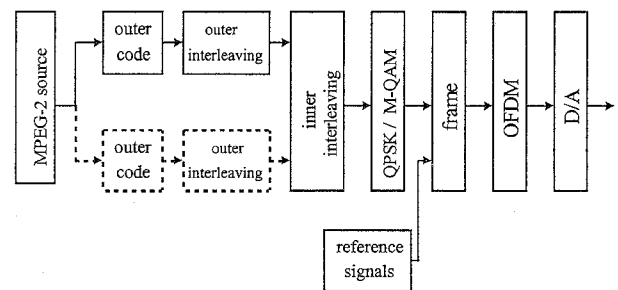 MPEG-2 source
outer
code
outer
interleaving
outer
code
outer
interleaving
inner
interleaving
QPSK / M-QAM
frame
OFDM
D/A
reference
signals